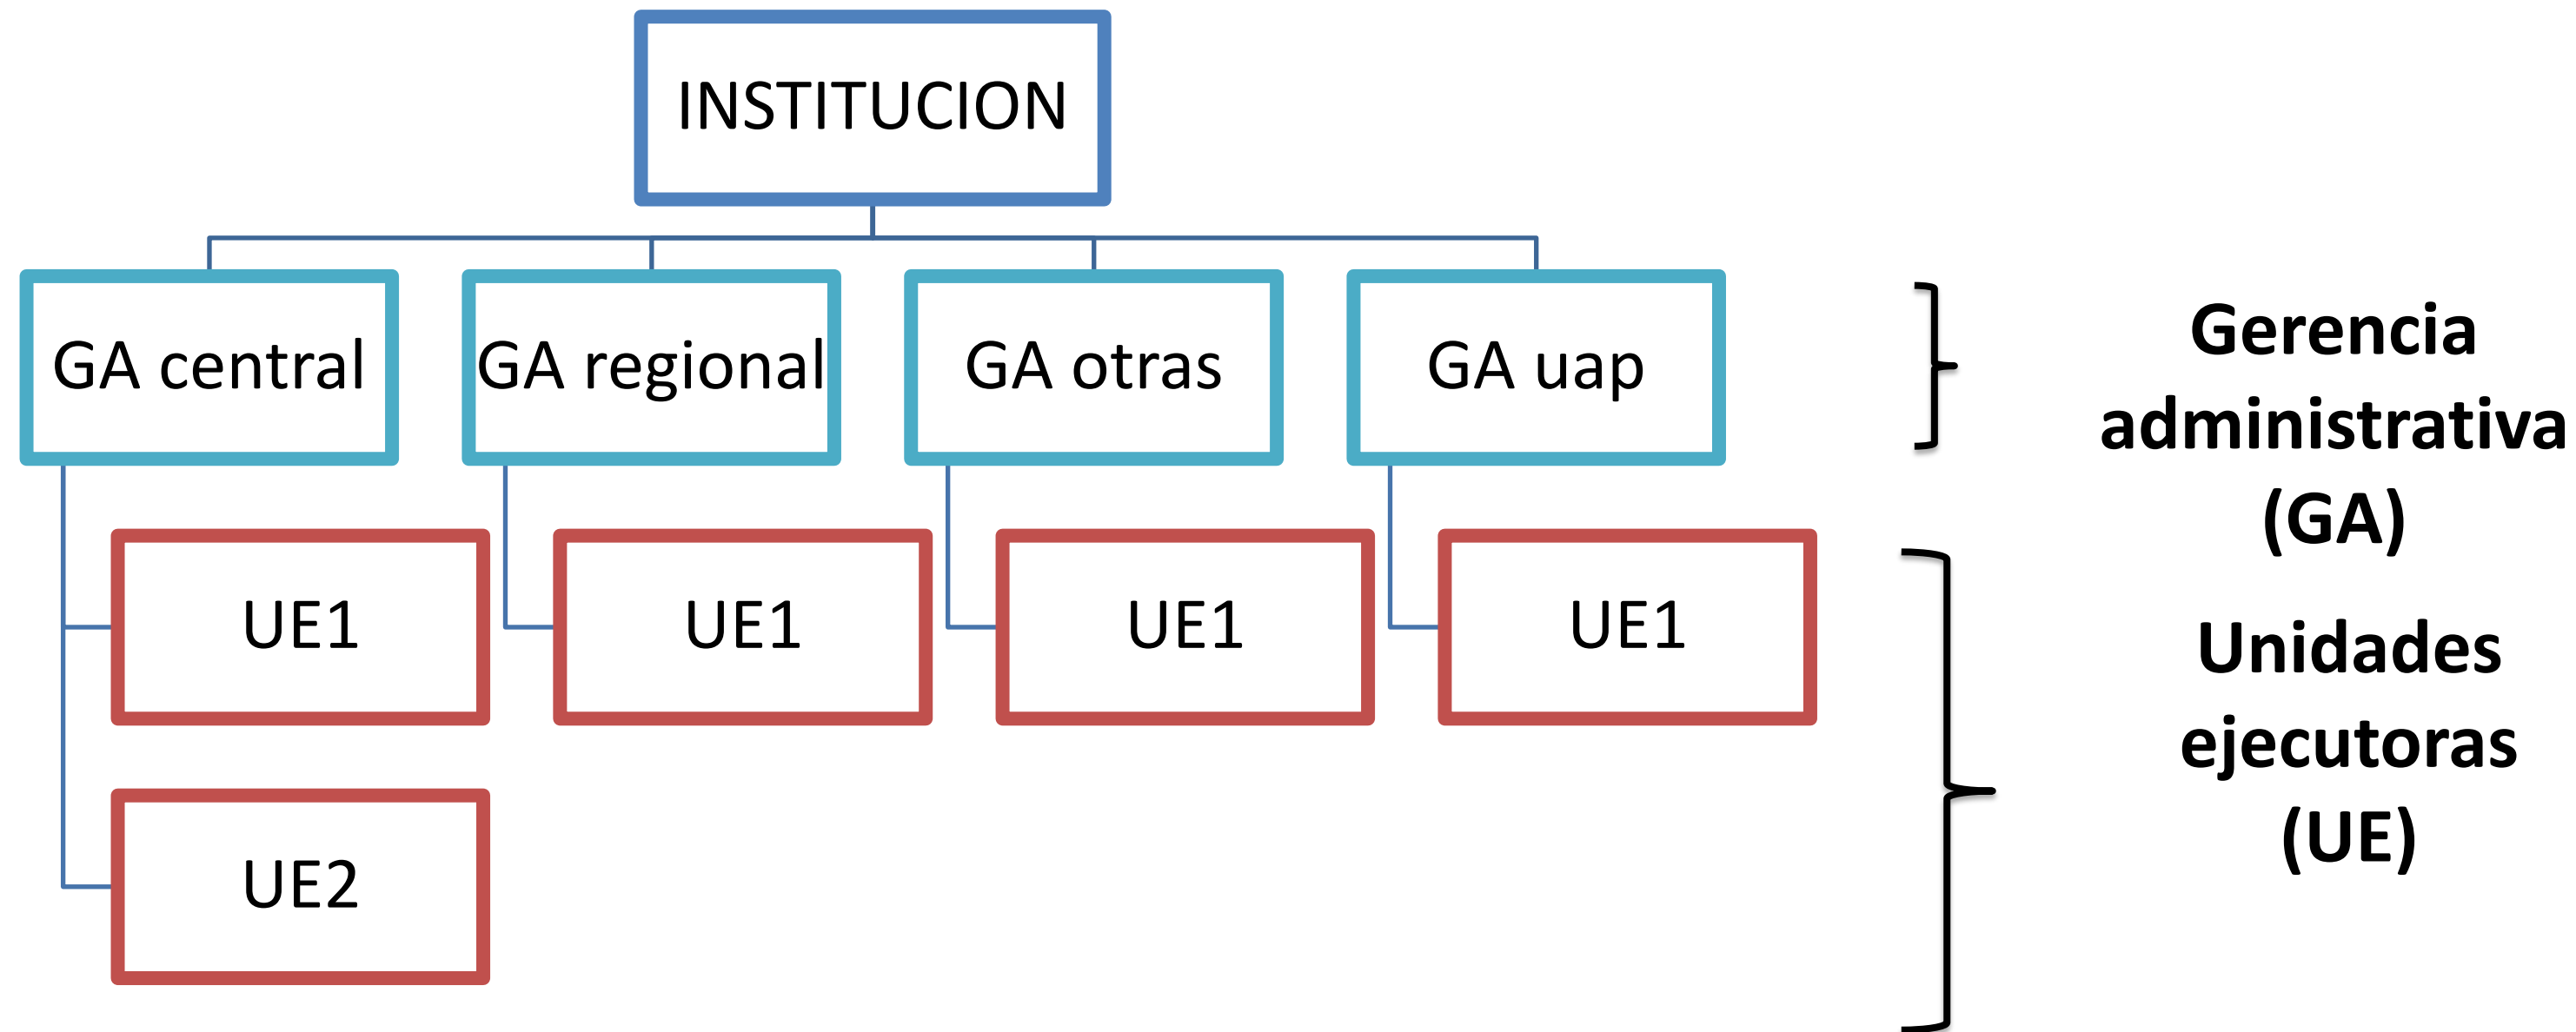 INSTITUCION
GA central
GA regional
GA otras
GA uap
Gerencia
administrativa
(GA)
UE1
UE1
UE1
UE1
UE2
Unidades
ejecutoras
(UE)